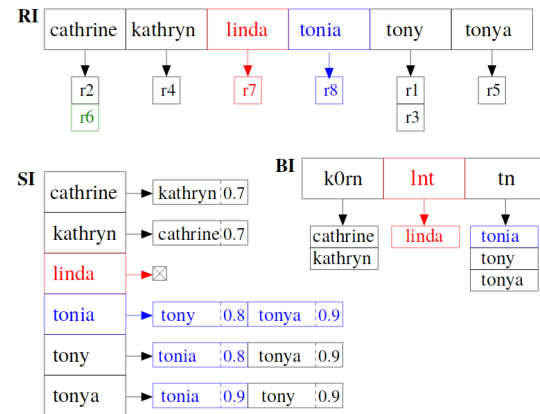 RI
cathrine kathryn linda tonia tony tonya
r2 r4 r7 r8 r1 r5
r6 r3
SI
cathrine kathryn 0.7
kathryn cathrine 0.7
linda
tonia tony 0.8 tonya 0.9
tony tonia 0.8 tonya 0.9
tonya tonia 0.9 tony 0.9
BI
k0rn lnt tn
cathrine linda tonia
kathryn tony
tonya